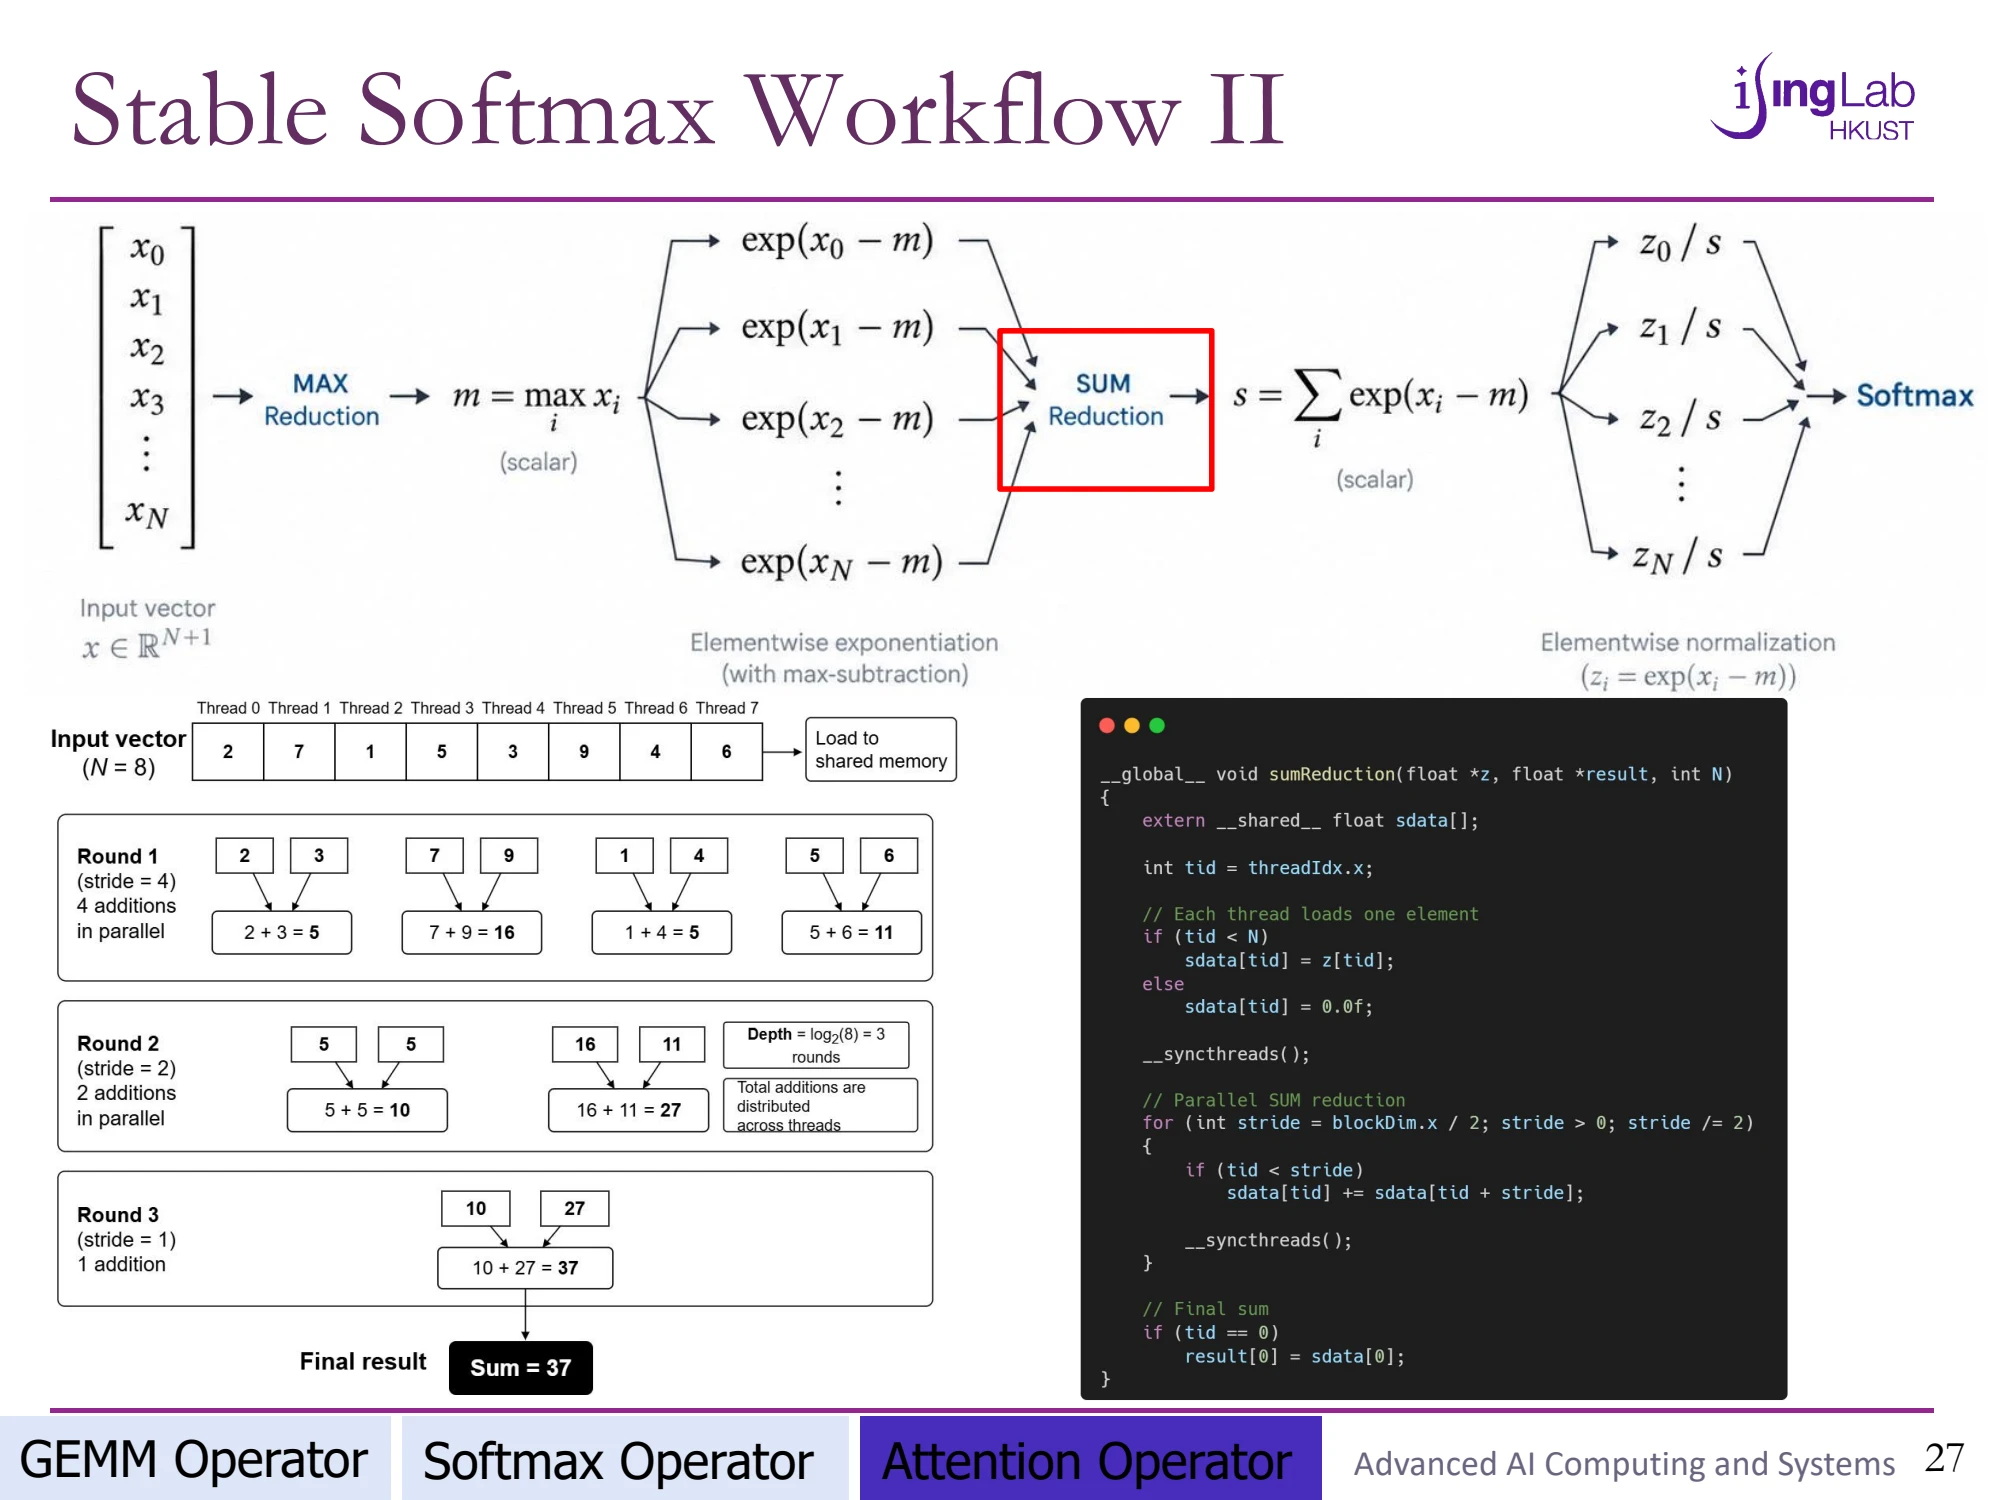 Stable Softmax Workflow II
isingLab
HKUST
x0
x1
x2
x3
⋮
xN
Input vector
x ∈ ℝ^{N+1}
MAX
Reduction
m = max xi
i
(scalar)
exp(x0 − m)
exp(x1 − m)
exp(x2 − m)
⋮
exp(xN − m)
Elementwise exponentiation
(with max-subtraction)
SUM
Reduction
s = ∑ exp(xi − m)
i
(scalar)
z0 / s
z1 / s
z2 / s
⋮
zN / s
Elementwise normalization
(zi = exp(xi − m))
Softmax
Thread 0 Thread 1 Thread 2 Thread 3 Thread 4 Thread 5 Thread 6 Thread 7
Input vector
(N = 8)
2 7 1 5 3 9 4 6
Load to
shared memory
Round 1
(stride = 4)
4 additions
in parallel
2 3 7 9 1 4 5 6
2 + 3 = 5 7 + 9 = 16 1 + 4 = 5 5 + 6 = 11
Round 2
(stride = 2)
2 additions
in parallel
5 5 16 11
5 + 5 = 10 16 + 11 = 27
Depth = log2(8) = 3
rounds
Total additions are
distributed
across threads
Round 3
(stride = 1)
1 addition
10 27
10 + 27 = 37
Final result
Sum = 37
__global__ void sumReduction(float *z, float *result, int N)
{
    extern __shared__ float sdata[];
    int tid = threadIdx.x;
    // Each thread loads one element
    if (tid < N)
        sdata[tid] = z[tid];
    else
        sdata[tid] = 0.0f;
    __syncthreads();
    // Parallel SUM reduction
    for (int stride = blockDim.x / 2; stride > 0; stride /= 2)
    {
        if (tid < stride)
            sdata[tid] += sdata[tid + stride];
        __syncthreads();
    }
    // Final sum
    if (tid == 0)
        result[0] = sdata[0];
}
GEMM Operator
Softmax Operator
Attention Operator
Advanced AI Computing and Systems
27